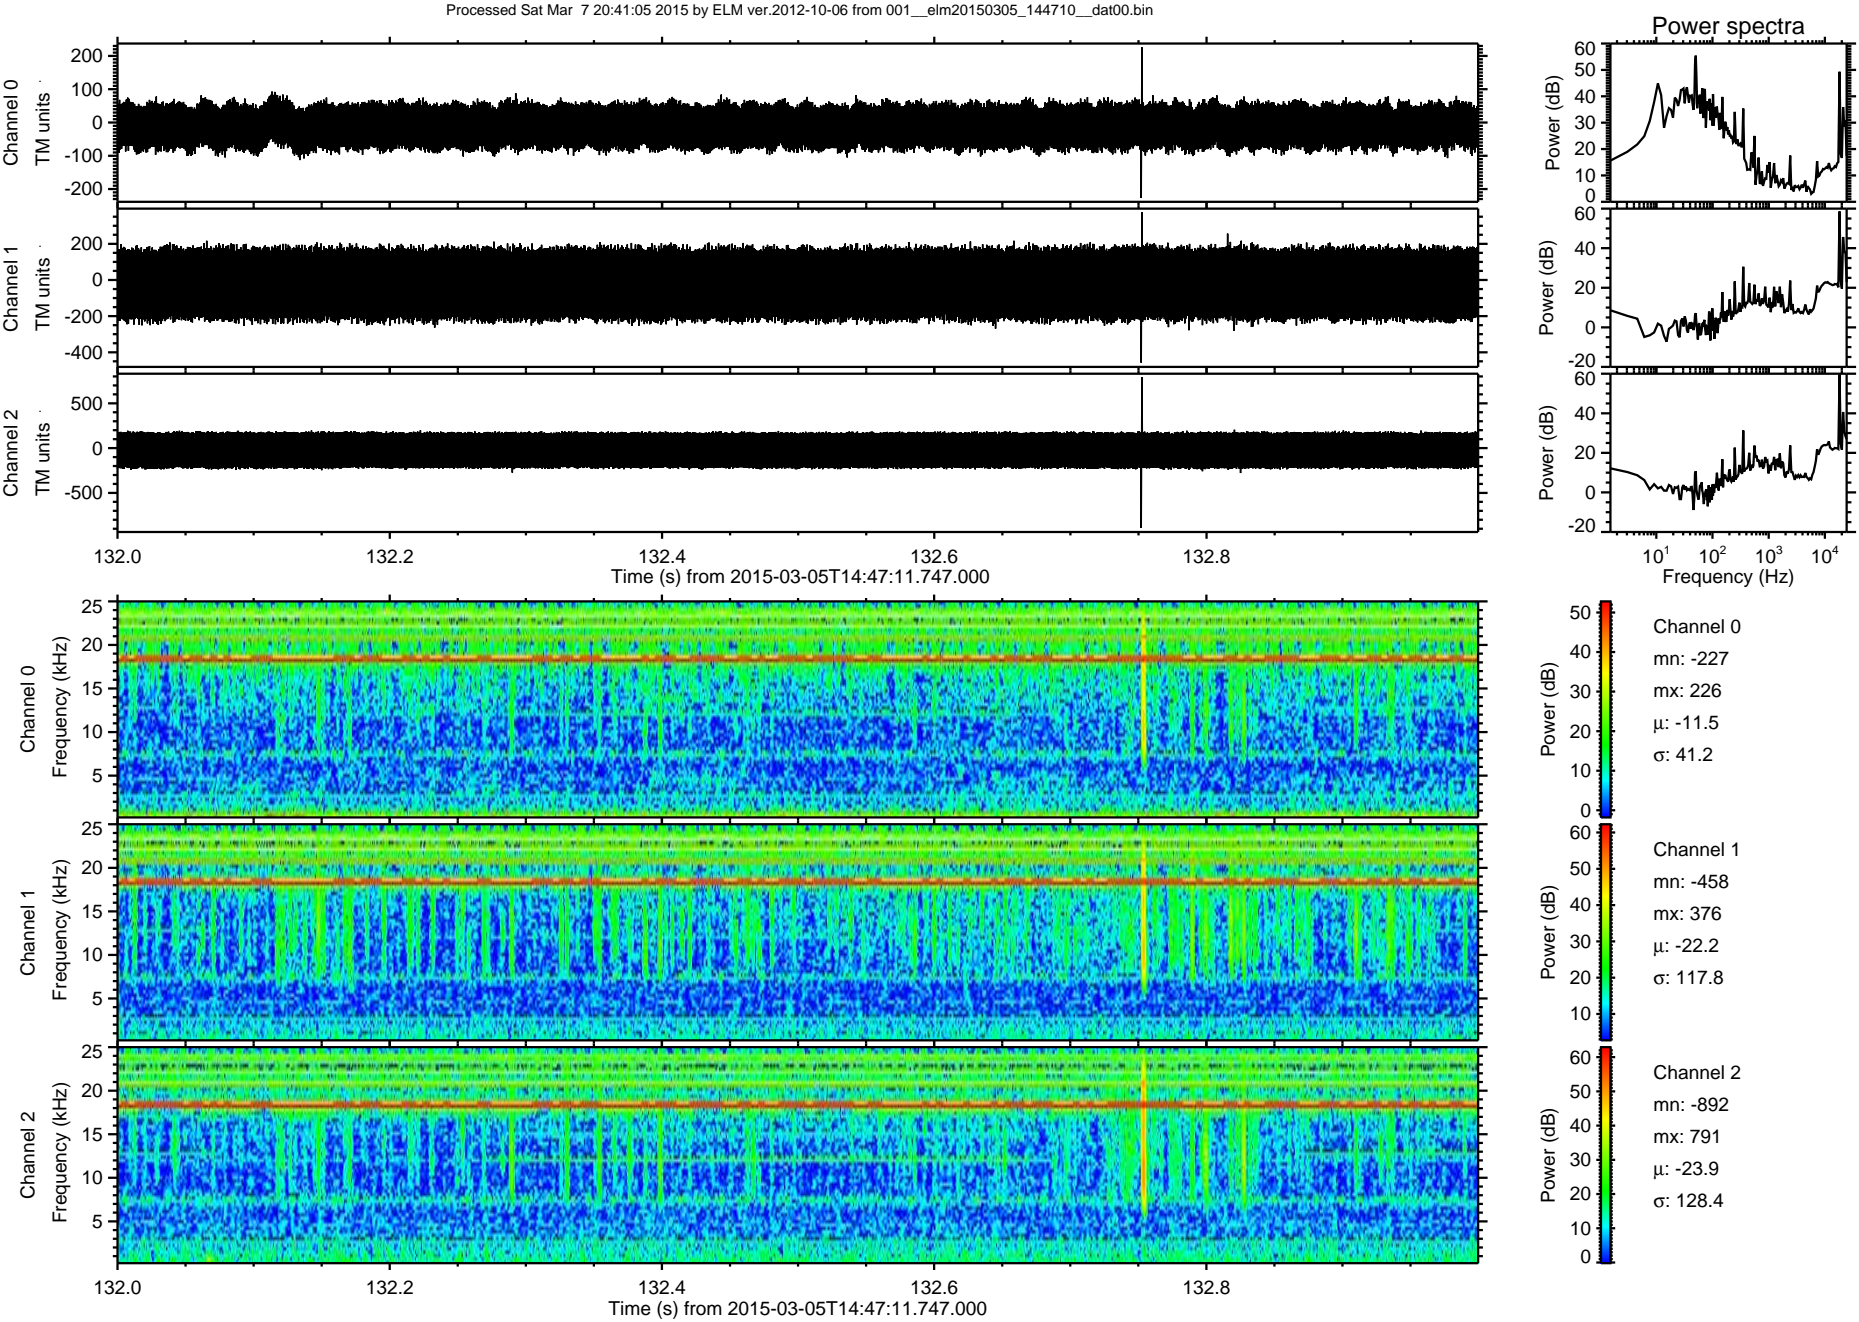 Processed Sat Mar 7 20:41:05 2015 by ELM ver.2012-10-06 from 001__elm20150305_144710__dat00.bin
Power spectra
Channel 0
TM units
200
100
0
-100
-200
Power (dB)
60
50
40
30
20
10
0
Channel 1
TM units
200
0
-200
-400
Power (dB)
60
40
20
0
-20
Channel 2
TM units
500
0
-500
Power (dB)
60
40
20
0
-20
132.0 132.2 132.4 132.6 132.8
Time (s) from 2015-03-05T14:47:11.747.000
10¹ 10² 10³ 10⁴
Frequency (Hz)
Channel 0
Frequency (kHz)
25
20
15
10
5
Power (dB)
50
40
30
20
10
0
Channel 0
mn: -227
mx: 226
μ: -11.5
σ: 41.2
Channel 1
Frequency (kHz)
25
20
15
10
5
Power (dB)
60
50
40
30
20
10
Channel 1
mn: -458
mx: 376
μ: -22.2
σ: 117.8
Channel 2
Frequency (kHz)
25
20
15
10
5
Power (dB)
60
50
40
30
20
10
0
Channel 2
mn: -892
mx: 791
μ: -23.9
σ: 128.4
132.0 132.2 132.4 132.6 132.8
Time (s) from 2015-03-05T14:47:11.747.000